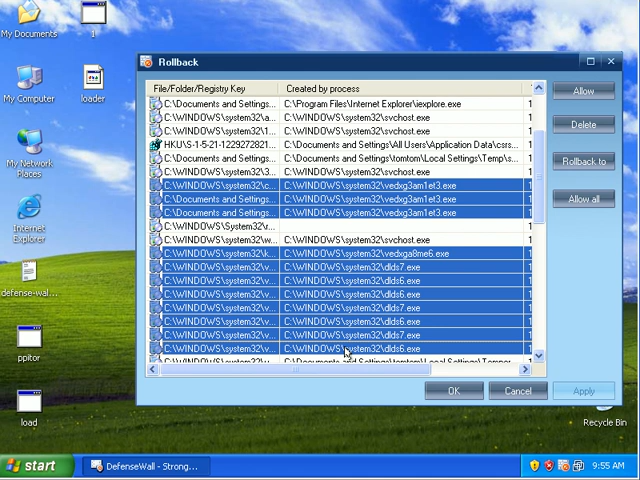 My Documents
1
My Computer
loader
My Network
Places
Internet
Explorer
defense-wal...
ppitor
load
Rollback
File/Folder/Registry Key Created by process
C:\Documents and Settings... C:\Program Files\Internet Explorer\iexplore.exe 1
C:\WINDOWS\system32\a... C:\WINDOWS\system32\svchost.exe 1
C:\WINDOWS\system32\1... C:\WINDOWS\system32\svchost.exe 1
HKU\S-1-5-21-1229272821... C:\Documents and Settings\All Users\Application Data\csrs... 1
C:\Documents and Settings... C:\Documents and Settings\tomtom\Local Settings\Temp\s... 1
C:\WINDOWS\system32\3... C:\WINDOWS\system32\svchost.exe 1
C:\WINDOWS\system32\c... C:\WINDOWS\system32\vedxg3am1et3.exe 1
C:\Documents and Settings... C:\WINDOWS\system32\vedxg3am1et3.exe 1
C:\Documents and Settings... C:\WINDOWS\system32\vedxg3am1et3.exe 1
C:\WINDOWS\System32\r... 1
C:\WINDOWS\system32\w... C:\WINDOWS\system32\svchost.exe 1
C:\WINDOWS\system32\k... C:\WINDOWS\system32\vedxga8me6.exe 1
C:\WINDOWS\system32\v... C:\WINDOWS\system32\dlds7.exe 1
C:\WINDOWS\system32\v... C:\WINDOWS\system32\dlds6.exe 1
C:\WINDOWS\system32\v... C:\WINDOWS\system32\dlds6.exe 1
C:\WINDOWS\system32\v... C:\WINDOWS\system32\dlds7.exe 1
C:\WINDOWS\system32\v... C:\WINDOWS\system32\dlds6.exe 1
C:\WINDOWS\system32\v... C:\WINDOWS\system32\dlds7.exe 1
C:\WINDOWS\system32\v... C:\WINDOWS\system32\dlds6.exe 1
Allow
Delete
Rollback to
Allow all
OK Cancel Apply
Recycle Bin
start DefenseWall - Strong... 9:55 AM